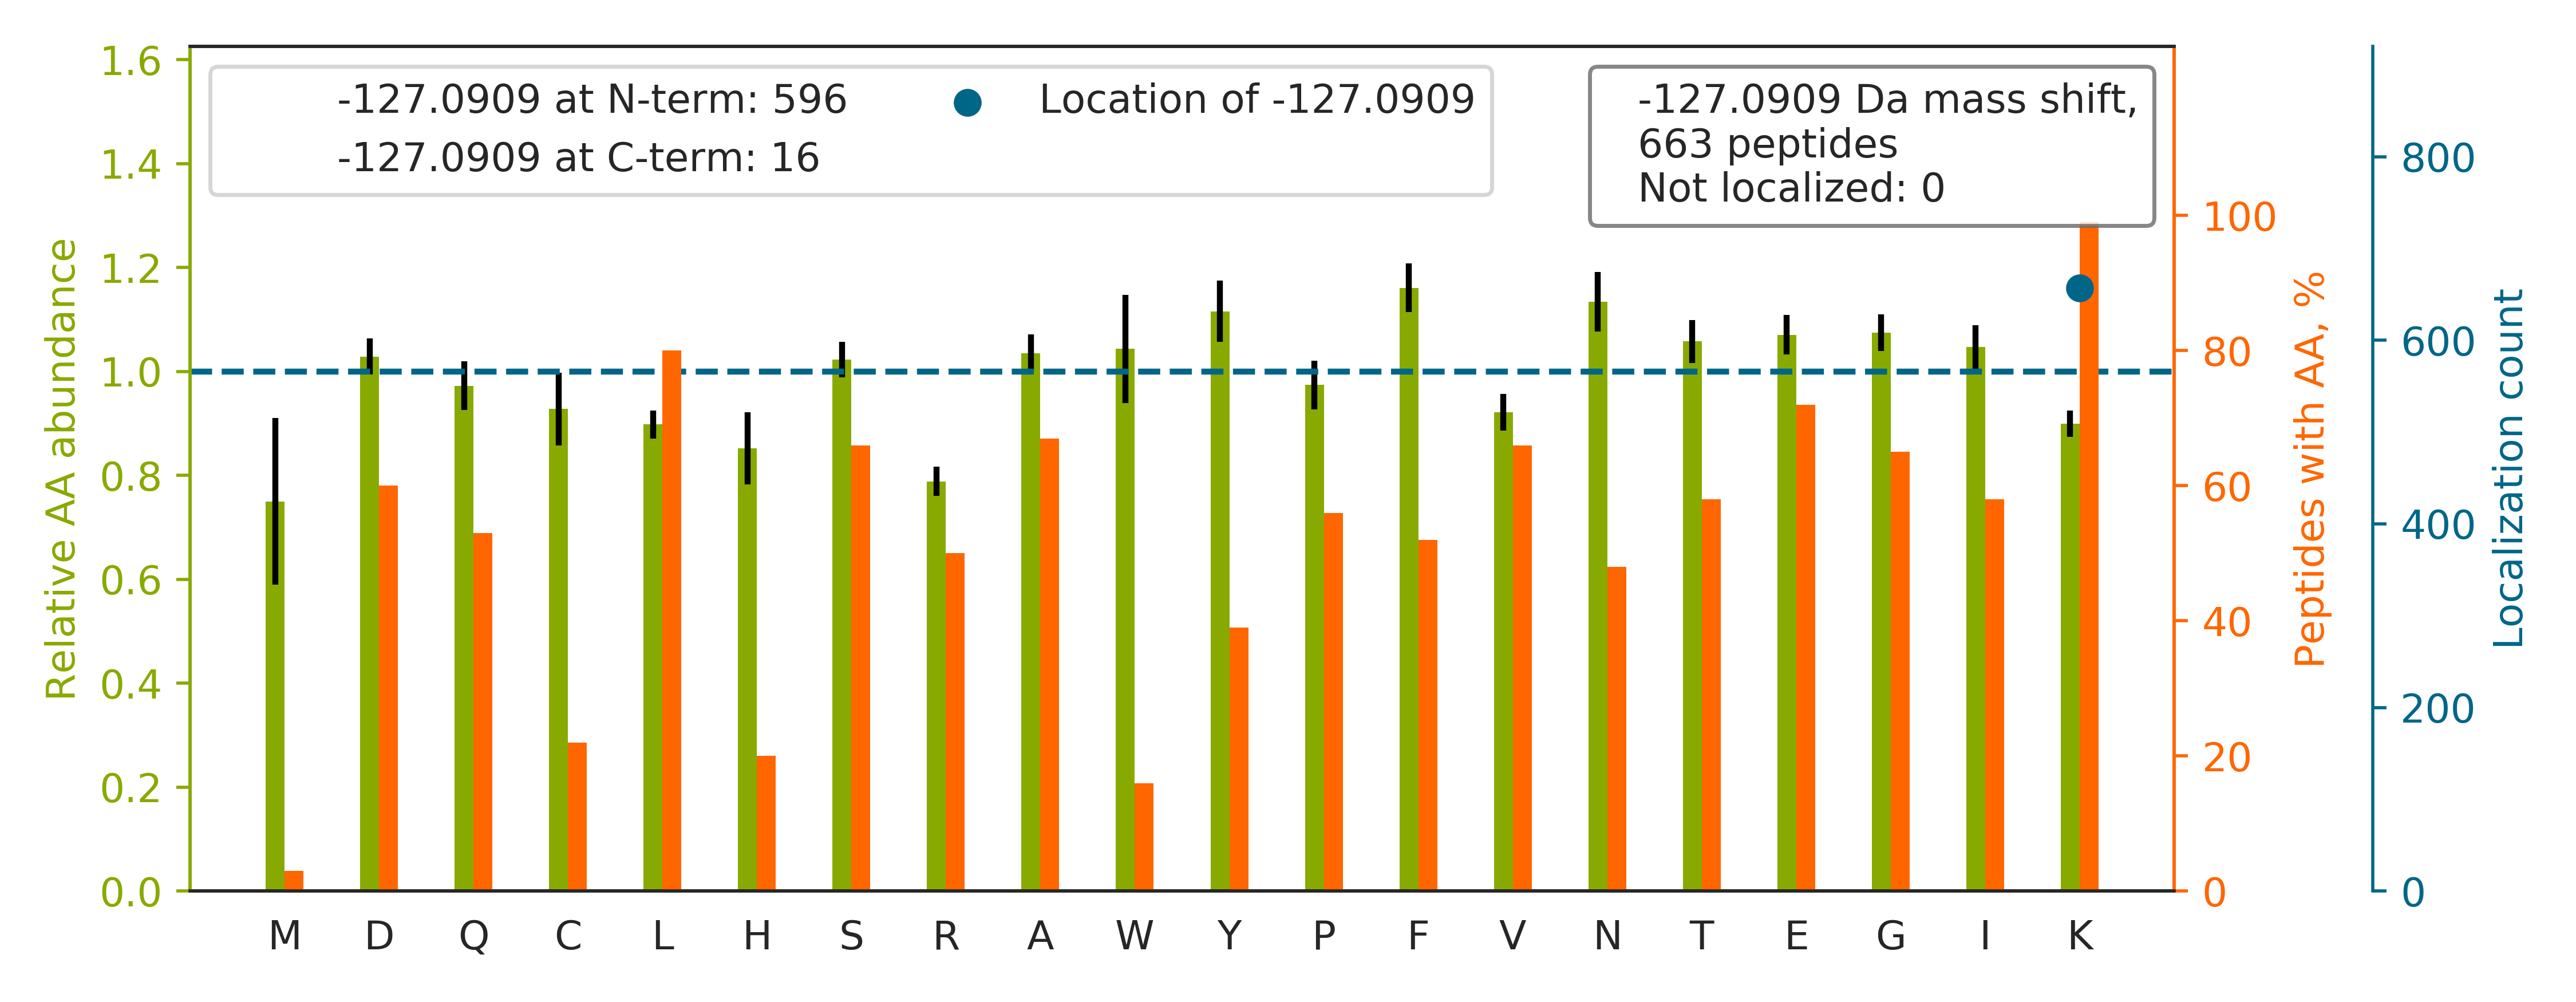 -127.0909 at N-term: 596
-127.0909 at C-term: 16
Location of -127.0909
-127.0909 Da mass shift,
663 peptides
Not localized: 0
Relative AA abundance
1.6
1.4
1.2
1.0
0.8
0.6
0.4
0.2
0.0
M D Q C L H S R A W Y P F V N T E G I K
100
80
60
40
20
0
Peptides with AA, %
800
600
400
200
0
Localization count